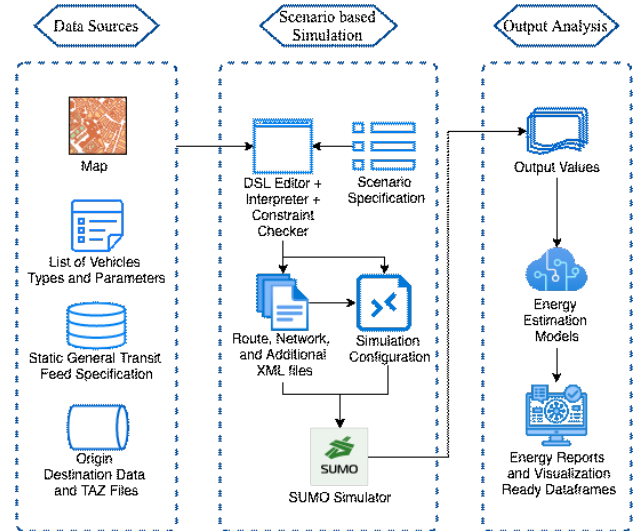 Data Sources
Scenario based
Simulation
Output Analysis
Map
List of Vehicles
Types and Parameters
Static General Transit
Feed Specification
Origin
Destination Data
and TAZ Files
DSL Editor +
Interpreter +
Constraint
Checker
Scenario
Specification
Route, Network,
and Additional
XML files
Simulation
Configuration
SUMO
SUMO Simulator
Output Values
Energy
Estimation
Models
Energy Reports
and Visualization
Ready Dataframes